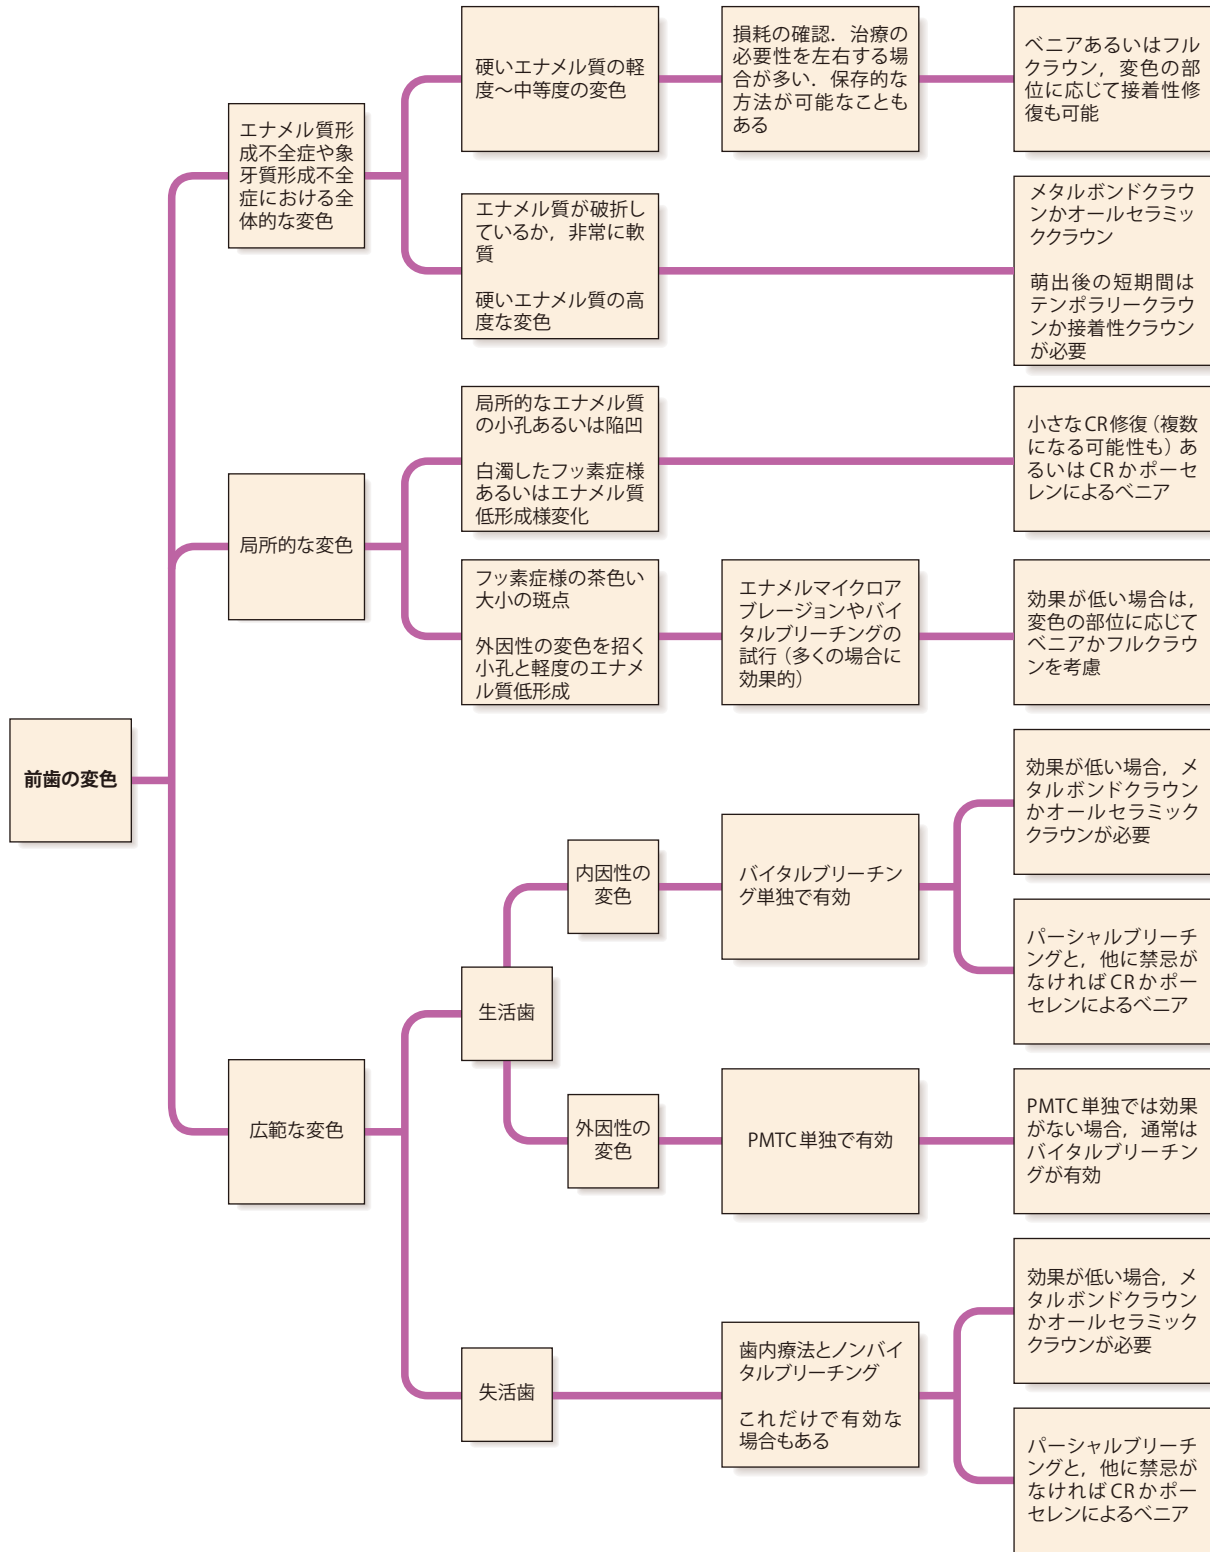 硬いエナメル質の軽
度～中等度の変色
損耗の確認．治療の
必要性を左右する場
合が多い．保存的な
方法が可能なことも
ある
ベニアあるいはフル
クラウン，変色の部
位に応じて接着性修
復も可能
エナメル質形
成不全症や象
牙質形成不全
症における全
体的な変色
エナメル質が破折し
ているか，非常に軟
質
硬いエナメル質の高
度な変色
メタルボンドクラウ
ンかオールセラミッ
ククラウン
萌出後の短期間は
テンポラリークラウ
ンか接着性クラウン
が必要
局所的なエナメル質
の小孔あるいは陥凹
白濁したフッ素症様
あるいはエナメル質
低形成様変化
小さなCR修復（複数
になる可能性も）あ
るいはCRかポーセ
レンによるベニア
局所的な変色
フッ素症様の茶色い
大小の斑点
外因性の変色を招く
小孔と軽度のエナメ
ル質低形成
エナメルマイクロア
ブレージョンやバイ
タルブリーチングの
試行（多くの場合に
効果的）
効果が低い場合は，
変色の部位に応じて
ベニアかフルクラウ
ンを考慮
前歯の変色
効果が低い場合，メ
タルボンドクラウン
かオールセラミック
クラウンが必要
内因性の
変色
バイタルブリーチン
グ単独で有効
パーシャルブリーチ
ングと，他に禁忌が
なければCRかポー
セレンによるベニア
生活歯
広範な変色
外因性の
変色
PMTC単独で有効
PMTC単独では効果
がない場合，通常は
バイタルブリーチン
グが有効
失活歯
歯内療法とノンバイ
タルブリーチング
これだけで有効な
場合もある
効果が低い場合，メ
タルボンドクラウン
かオールセラミック
クラウンが必要
パーシャルブリーチ
ングと，他に禁忌が
なければCRかポー
セレンによるベニア